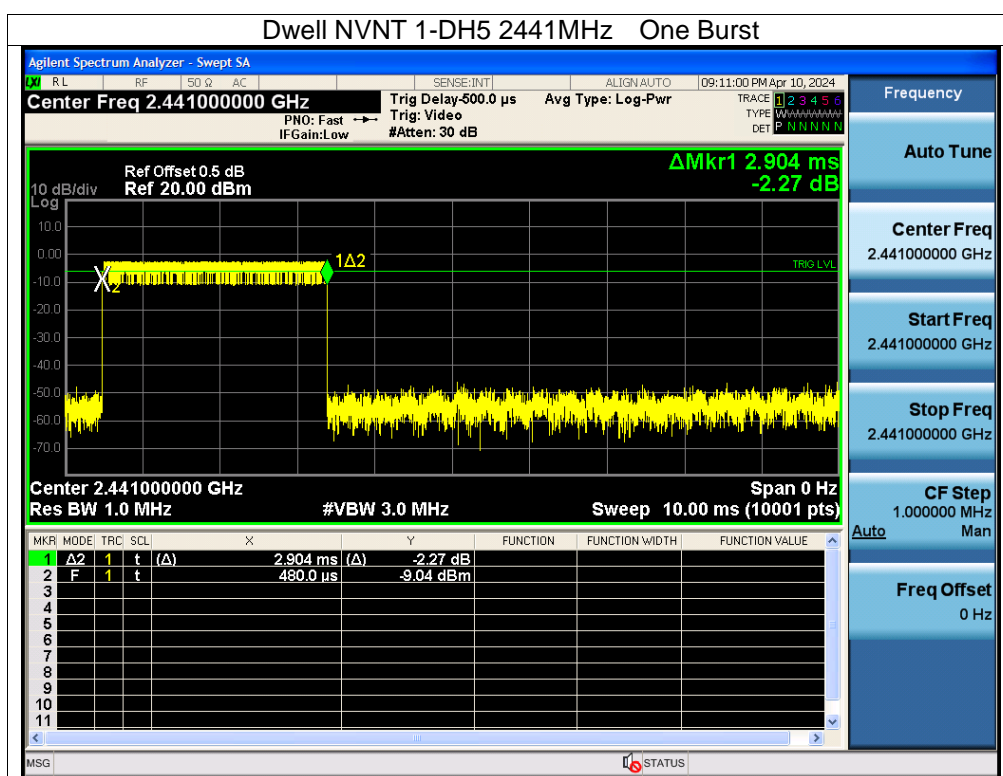 Dwell NVNT 1-DH5 2441MHz One Burst
Agilent Spectrum Analyzer - Swept SA
LXI RL RF 50 Ω AC SENSE:INT ALIGN AUTO 09:11:00 PM Apr 10, 2024
Center Freq 2.441000000 GHz
PNO: Fast
IFGain:Low
Trig Delay-500.0 µs
Trig: Video
#Atten: 30 dB
Avg Type: Log-Pwr
TRACE 1 2 3 4 5 6
TYPE WWWWWW
DET P N N N N N
Ref Offset 0.5 dB
10 dB/div Ref 20.00 dBm
Log
ΔMkr1 2.904 ms
-2.27 dB
10.0
0.00
-10.0
-20.0
-30.0
-40.0
-50.0
-60.0
-70.0
1Δ2
2
TRIG LVL
Center 2.441000000 GHz Span 0 Hz
Res BW 1.0 MHz #VBW 3.0 MHz Sweep 10.00 ms (10001 pts)
MKR MODE TRC SCL X Y FUNCTION FUNCTION WIDTH FUNCTION VALUE
1 Δ2 1 t (Δ) 2.904 ms (Δ) -2.27 dB
2 F 1 t 480.0 µs -9.04 dBm
3
4
5
6
7
8
9
10
11
MSG STATUS
Frequency
Auto Tune
Center Freq
2.441000000 GHz
Start Freq
2.441000000 GHz
Stop Freq
2.441000000 GHz
CF Step
1.000000 MHz
Auto Man
Freq Offset
0 Hz